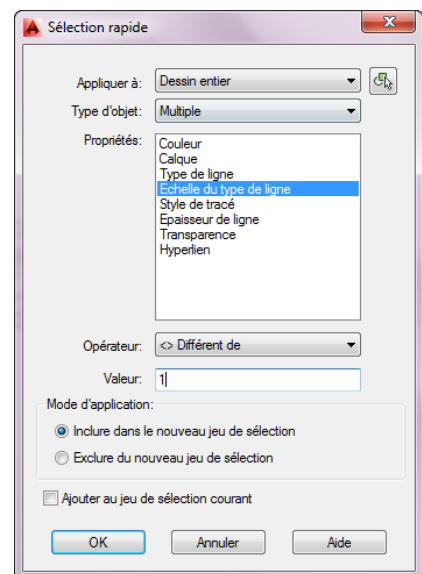 Sélection rapide
Appliquer à: Dessin entier
Type d'objet: Multiple
Propriétés:
Couleur
Calque
Type de ligne
Echelle du type de ligne
Style de tracé
Epaisseur de ligne
Transparence
Hyperlien
Opérateur: <> Différent de
Valeur: 1
Mode d'application:
Inclure dans le nouveau jeu de sélection
Exclure du nouveau jeu de sélection
Ajouter au jeu de sélection courant
OK Annuler Aide